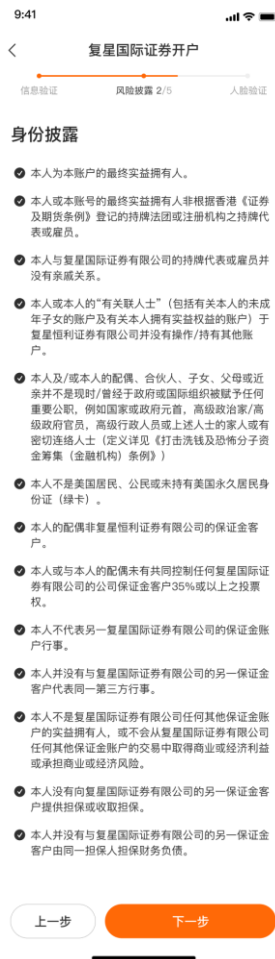 9:41
复星国际证券开户
信息验证
风险披露 2/5
人脸验证
身份披露
本人为本账户的最终实益拥有人。
本人或本账号的最终实益拥有人非根据香港《证券
及期货条例》登记的持牌法团或注册机构之持牌代
表或雇员。
本人与复星国际证券有限公司的持牌代表或雇员并
没有亲戚关系。
本人或本人的“有关联人士”（包括有关本人的未成
年子女的账户及有关本人拥有实益权益的账户）于
复星恒利证券有限公司并没有操作/持有其他账
户。
本人及/或本人的配偶、合伙人、子女、父母或近
亲并不是现时/曾经于政府或国际组织被赋予任何
重要公职，例如国家或政府元首，高级政治家/高
级政府官员，高级行政人员或上述人士的家人或有
密切连络人士（定义详见《打击洗钱及恐怖分子资
金筹集（金融机构）条例》）
本人不是美国居民、公民或未持有美国永久居民身
份证（绿卡）。
本人的配偶非复星恒利证券有限公司的保证金客
户。
本人或与本人的配偶未有共同控制任何复星国际证
券有限公司的公司保证金客户35%或以上之投票
权。
本人不代表另一复星国际证券有限公司的保证金账
户行事。
本人并没有与复星国际证券有限公司的另一保证金
客户代表同一第三方行事。
本人不是复星国际证券有限公司任何其他保证金账
户的实益拥有人，或不会从复星国际证券有限公司
任何其他保证金账户的交易中取得商业或经济利益
或承担商业或经济风险。
本人没有向复星国际证券有限公司的另一保证金客
户提供担保或收取担保。
本人并没有与复星国际证券有限公司的另一保证金
客户由同一担保人担保财务负债。
上一步
下一步